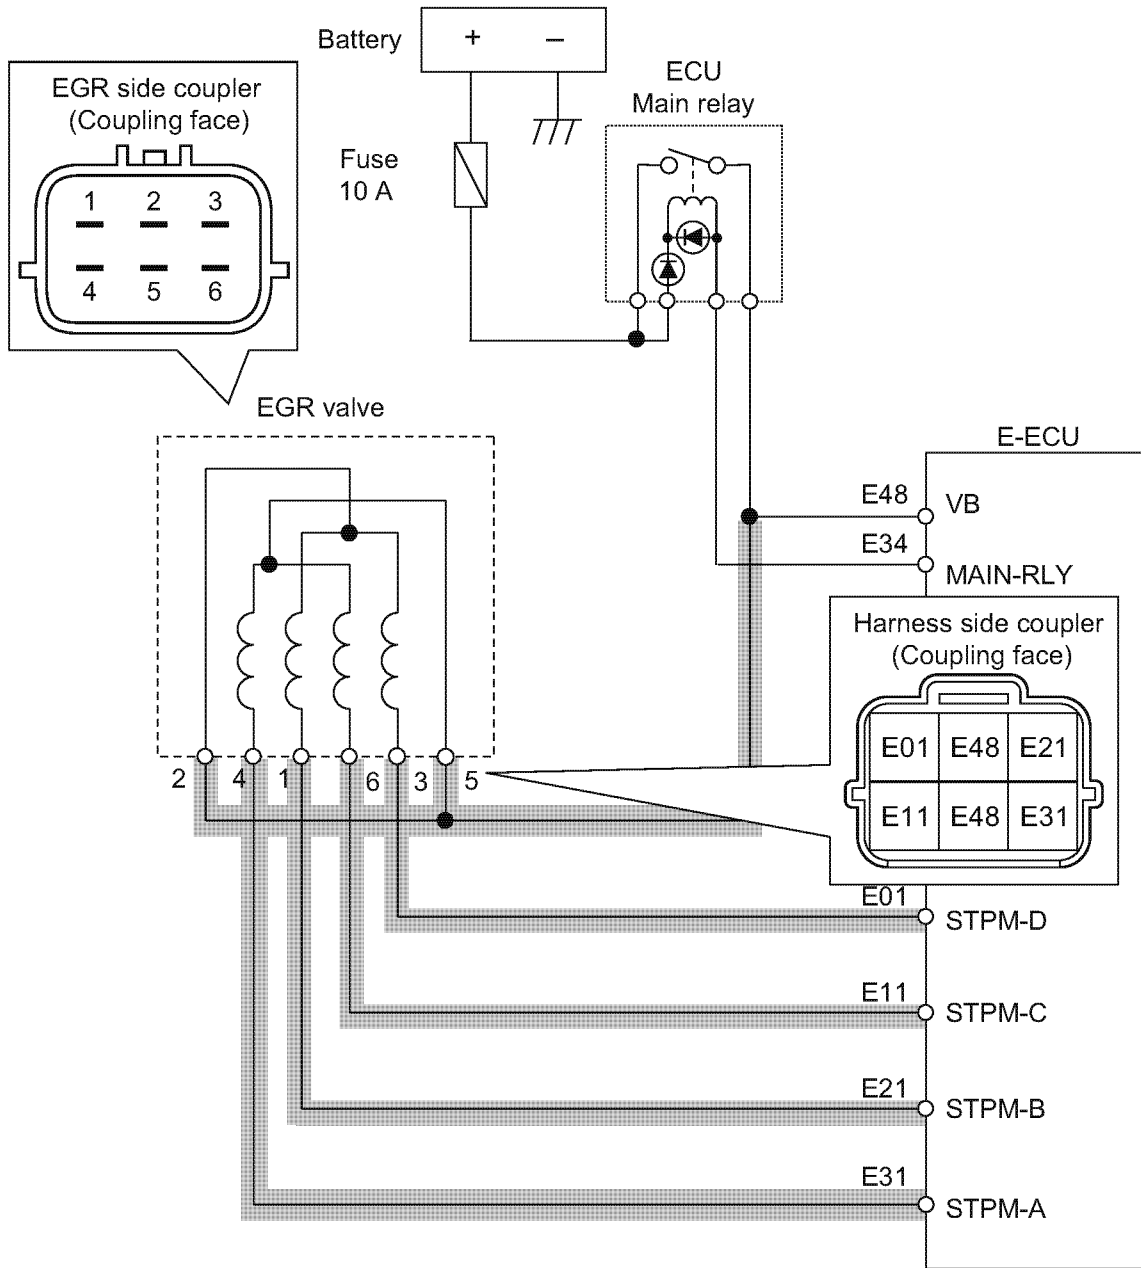 Battery
+ –
ECU
Main relay
EGR side coupler
(Coupling face)
1 2 3
4 5 6
Fuse
10 A
EGR valve
E-ECU
E48 VB
E34
MAIN-RLY
Harness side coupler
(Coupling face)
E01 E48 E21
E11 E48 E31
2 4 1 6 3 5
E01
STPM-D
E11
STPM-C
E21
STPM-B
E31
STPM-A